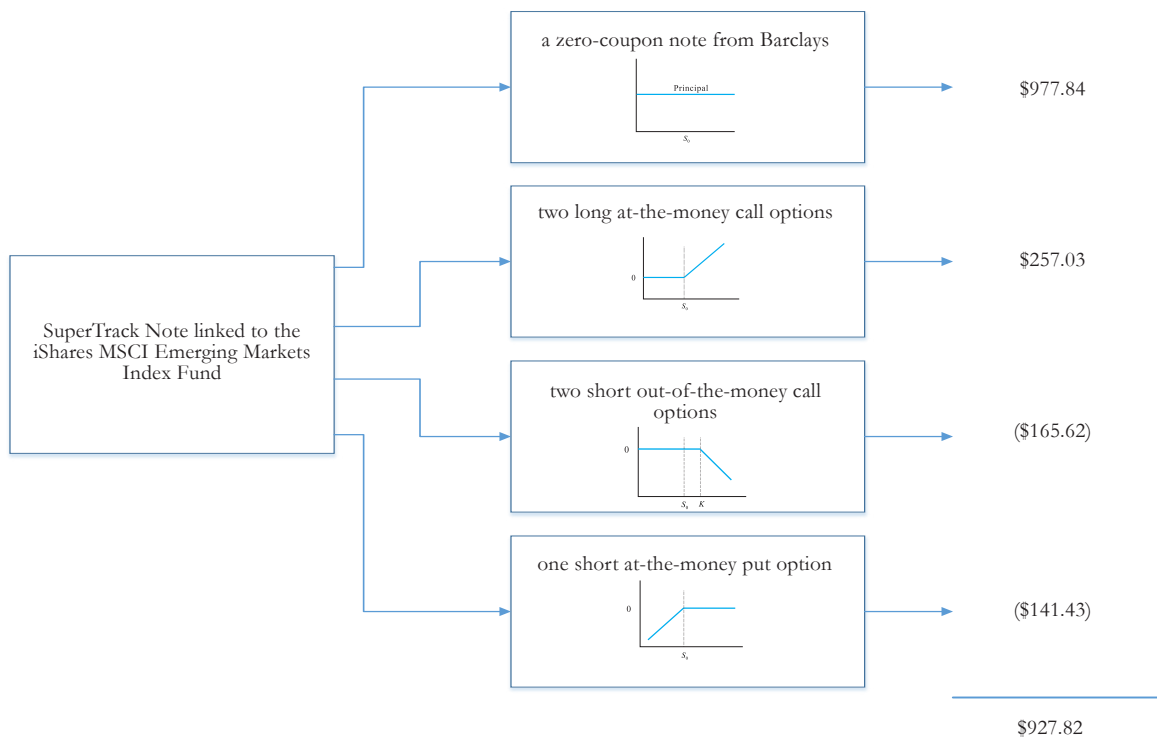 a zero-coupon note from Barclays
Principal
S₀
$977.84
two long at-the-money call options
0
S₀
$257.03
SuperTrack Note linked to the
iShares MSCI Emerging Markets
Index Fund
two short out-of-the-money call
options
0
S₀ K
($165.62)
one short at-the-money put option
0
S₀
($141.43)
$927.82